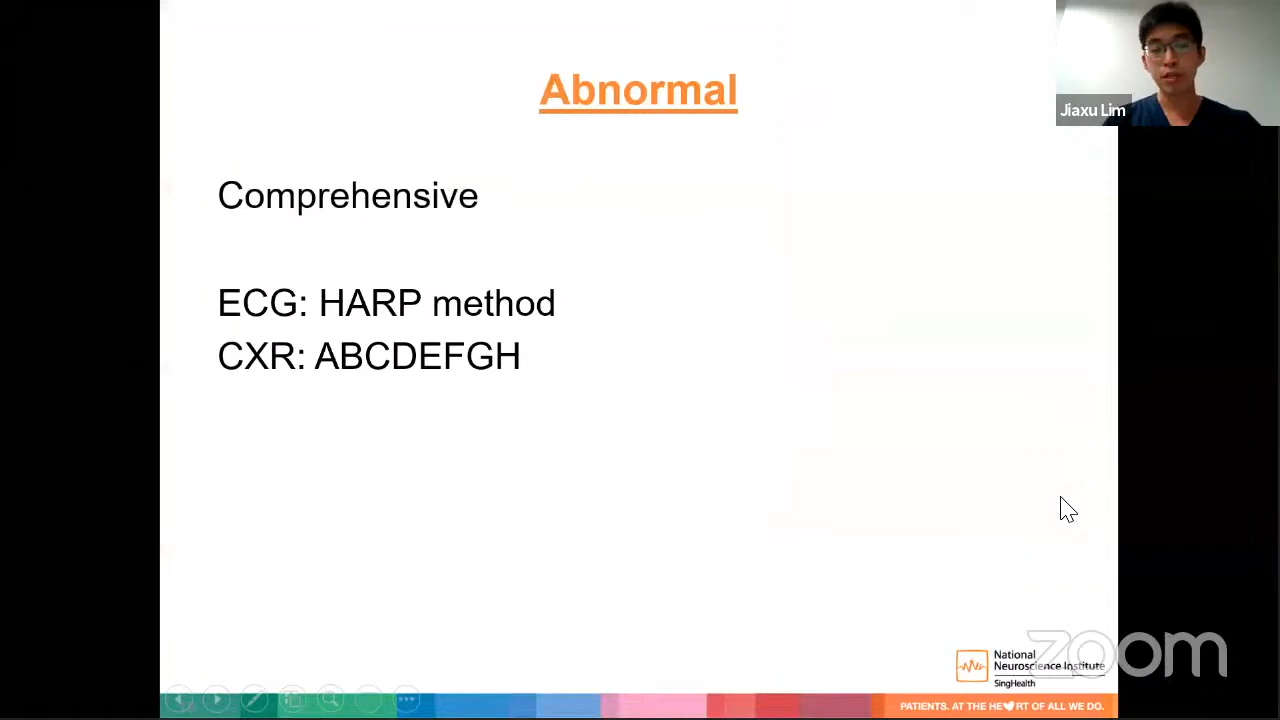 Abnormal
Jiaxu Lim
Comprehensive
ECG: HARP method
CXR: ABCDEFGH
National
Neuroscience Institute
SingHealth
zoom
PATIENTS. AT THE HE RT OF ALL WE DO.